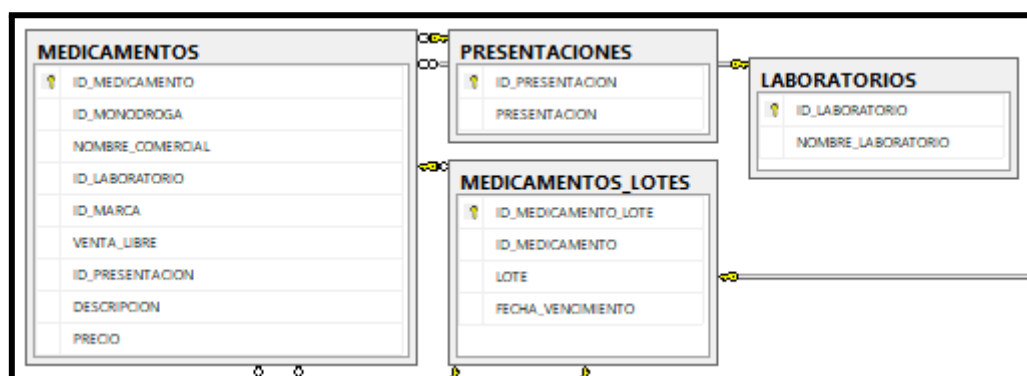 MEDICAMENTOS
ID_MEDICAMENTO
ID_MONODROGA
NOMBRE_COMERCIAL
ID_LABORATORIO
ID_MARCA
VENTA_LIBRE
ID_PRESENTACION
DESCRIPCION
PRECIO
PRESENTACIONES
ID_PRESENTACION
PRESENTACION
LABORATORIOS
ID_LABORATORIO
NOMBRE_LABORATORIO
MEDICAMENTOS_LOTES
ID_MEDICAMENTO_LOTE
ID_MEDICAMENTO
LOTE
FECHA_VENCIMIENTO